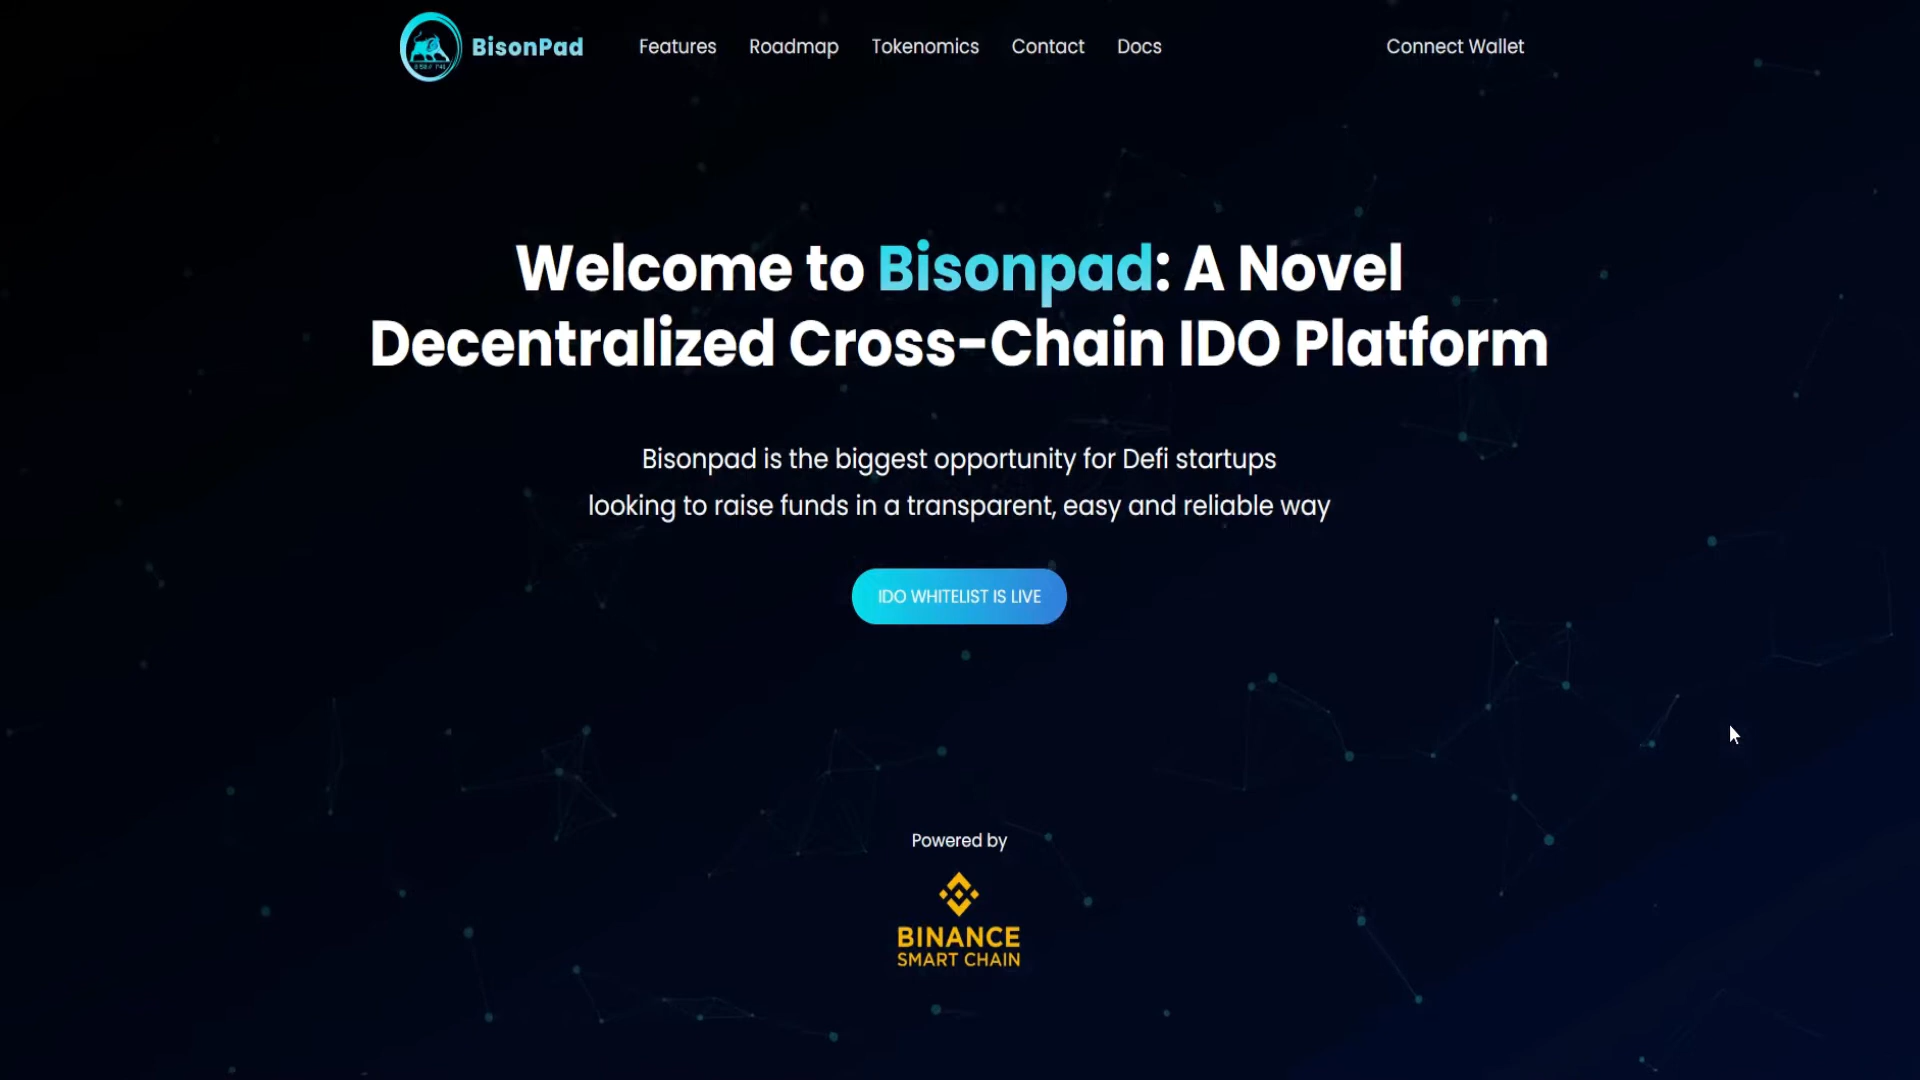 BisonPad
Features
Roadmap
Tokenomics
Contact
Docs
Connect Wallet
Welcome to Bisonpad: A Novel
Decentralized Cross-Chain IDO Platform
Bisonpad is the biggest opportunity for Defi startups
looking to raise funds in a transparent, easy and reliable way
IDO WHITELIST IS LIVE
Powered by
BINANCE
SMART CHAIN